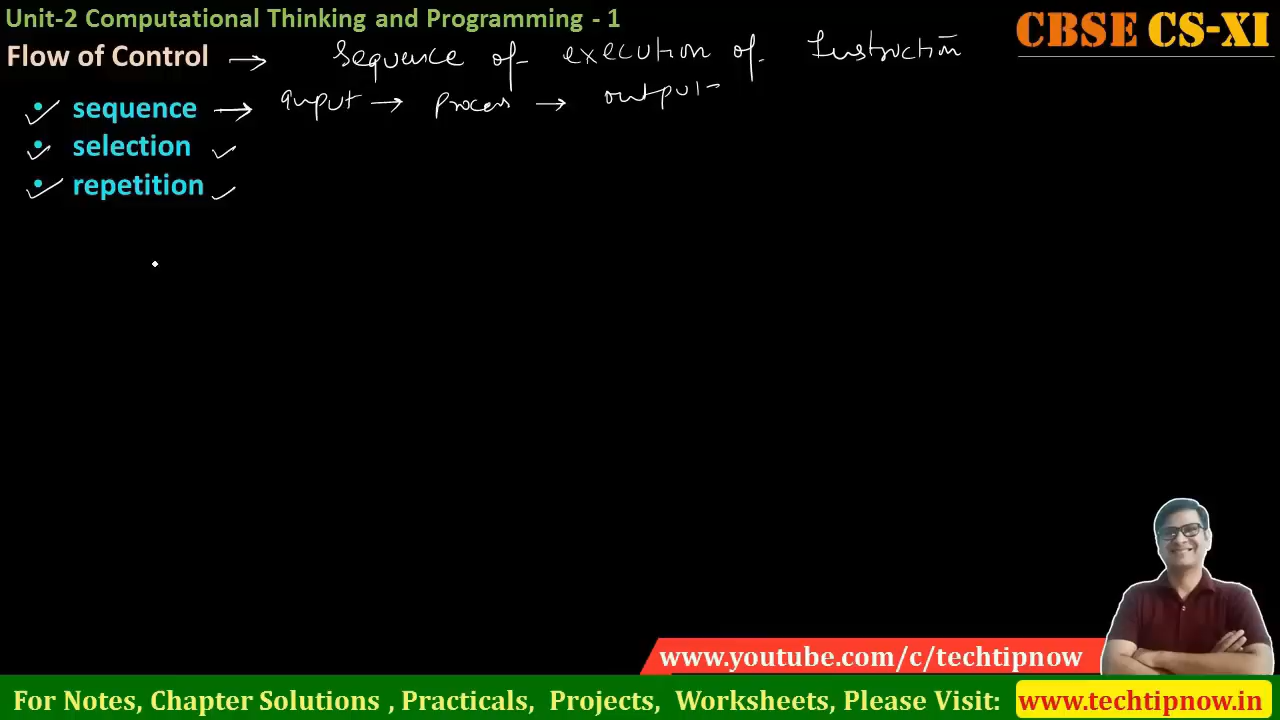 Unit-2 Computational Thinking and Programming - 1
CBSE CS-XI
Flow of Control → Sequence of execution of Instruction
• sequence → input → process → output
• selection
• repetition
www.youtube.com/c/techtipnow
For Notes, Chapter Solutions , Practicals, Projects, Worksheets, Please Visit: www.techtipnow.in